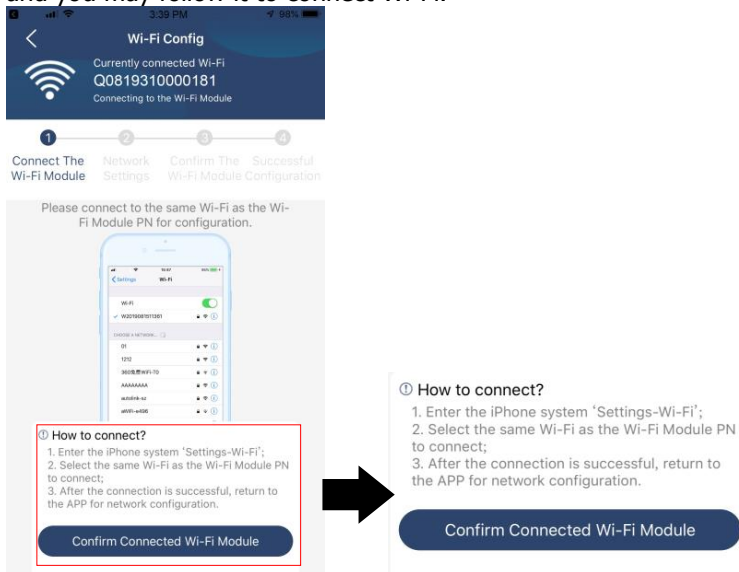 and you may follow it to connect Wi-Fi.
3:39 PM
98%
Wi-Fi Config
Currently connected Wi-Fi
Q0819310000181
Connecting to the Wi-Fi Module
1
2
3
4
Connect The
Wi-Fi Module
Network
Settings
Confirm The
Wi-Fi Module
Successful
Configuration
Please connect to the same Wi-Fi as the Wi-
Fi Module PN for configuration.
Settings
Wi-Fi
Wi-Fi
CHOOSE A NETWORK...
01
1212
AAAAAAAA
autolink-sz
① How to connect?
1. Enter the iPhone system ‘Settings-Wi-Fi’;
2. Select the same Wi-Fi as the Wi-Fi Module PN
to connect;
3. After the connection is successful, return to
the APP for network configuration.
Confirm Connected Wi-Fi Module
① How to connect?
1. Enter the iPhone system ‘Settings-Wi-Fi’;
2. Select the same Wi-Fi as the Wi-Fi Module PN
to connect;
3. After the connection is successful, return to
the APP for network configuration.
Confirm Connected Wi-Fi Module